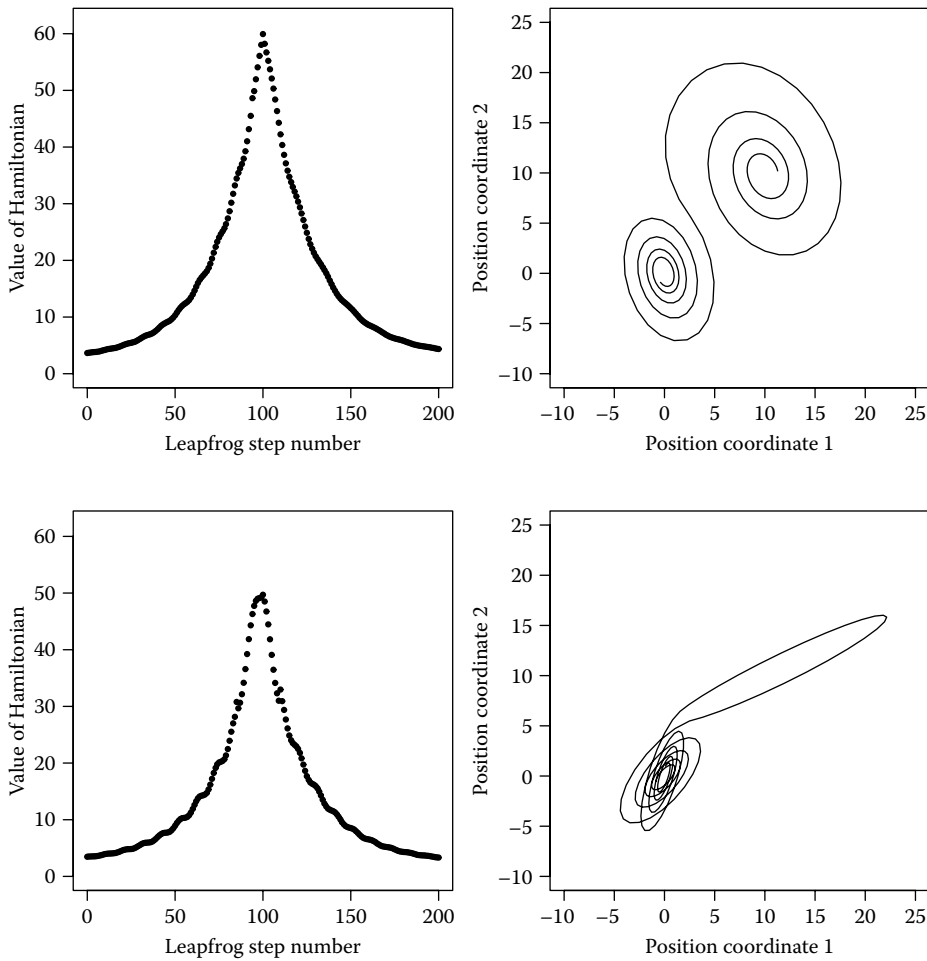 60
50
40
30
20
10
0
Value of Hamiltonian
0 50 100 150 200
Leapfrog step number
25
20
15
10
5
0
−5
−10
Position coordinate 2
−10 −5 0 5 10 15 20 25
Position coordinate 1
60
50
40
30
20
10
0
Value of Hamiltonian
0 50 100 150 200
Leapfrog step number
25
20
15
10
5
0
−5
−10
Position coordinate 2
−10 −5 0 5 10 15 20 25
Position coordinate 1